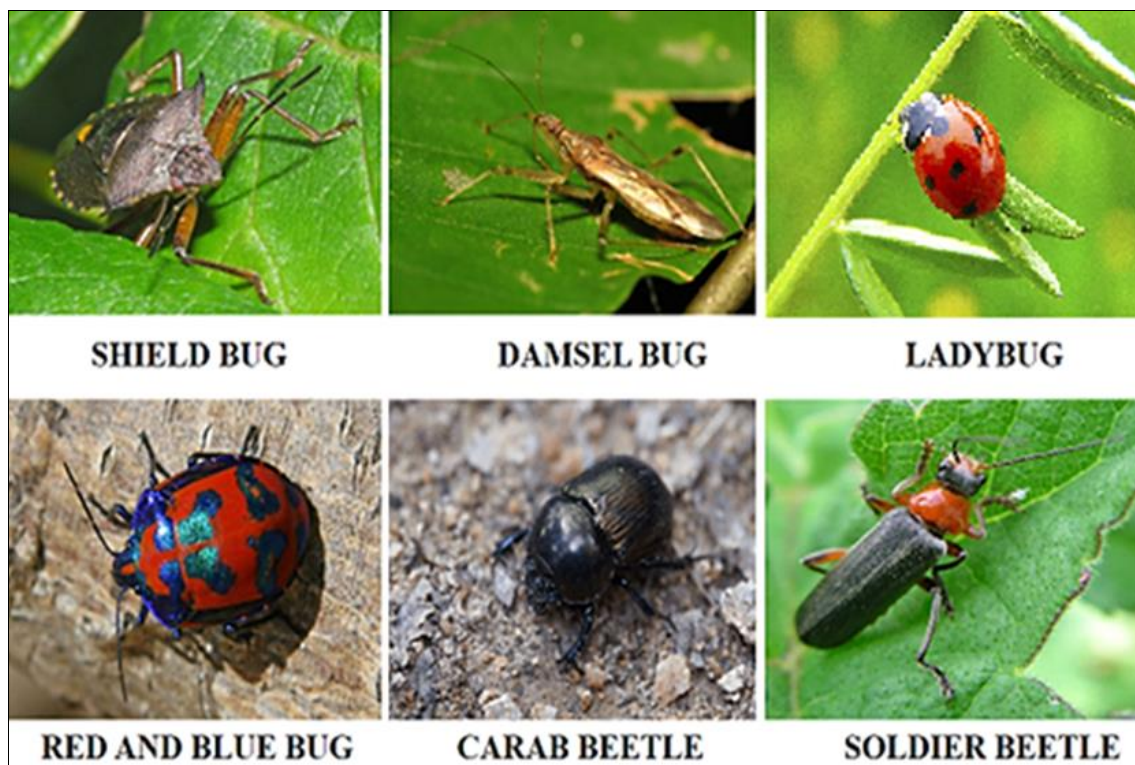 SHIELD BUG
DAMSEL BUG
LADYBUG
RED AND BLUE BUG
CARAB BEETLE
SOLDIER BEETLE